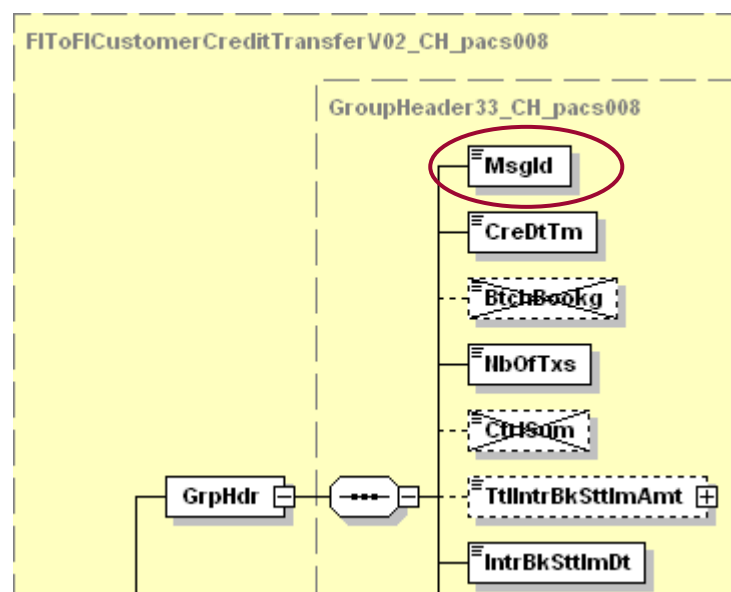 FIToFICustomerCreditTransferV02_CH_pacs008
GroupHeader33_CH_pacs008
MsgId
CreDtTm
BtchBookg
NbOfTxs
CtrlSum
GrpHdr
TtlIntrBkSttlmAmt
IntrBkSttlmDt